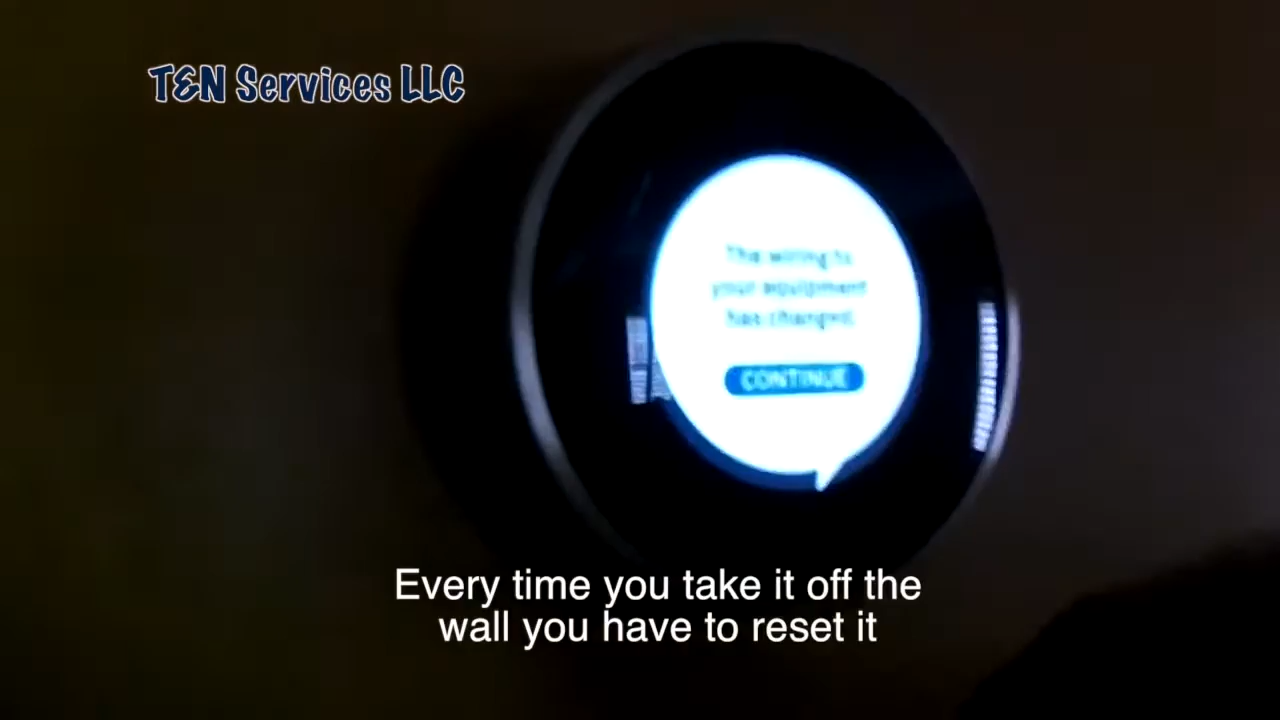 T&N Services LLC
The wiring to
your equipment
has changed.
CONTINUE
Every time you take it off the
wall you have to reset it